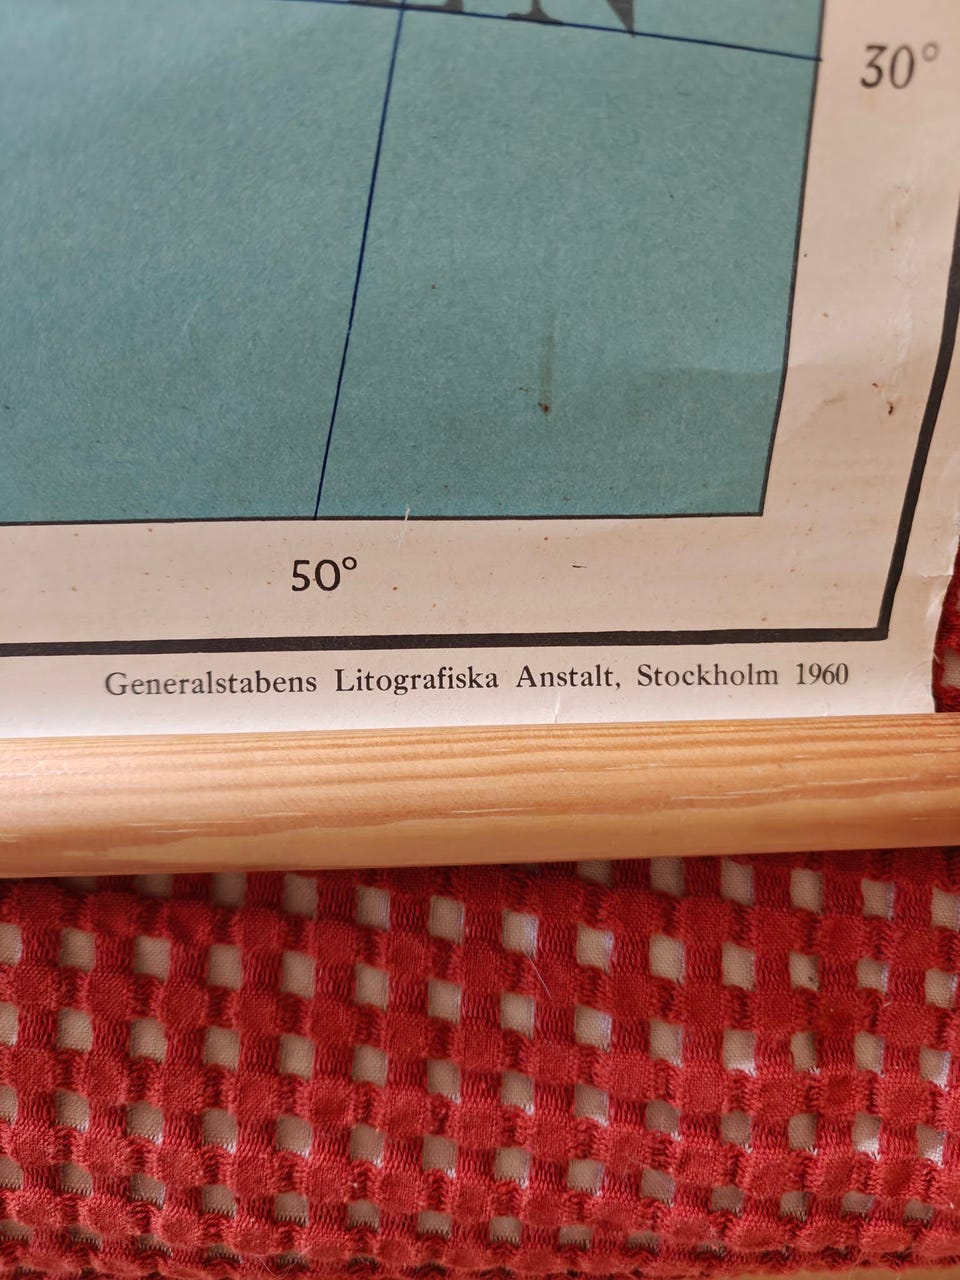 30°
50°
Generalstabens Litografiska Anstalt, Stockholm 1960